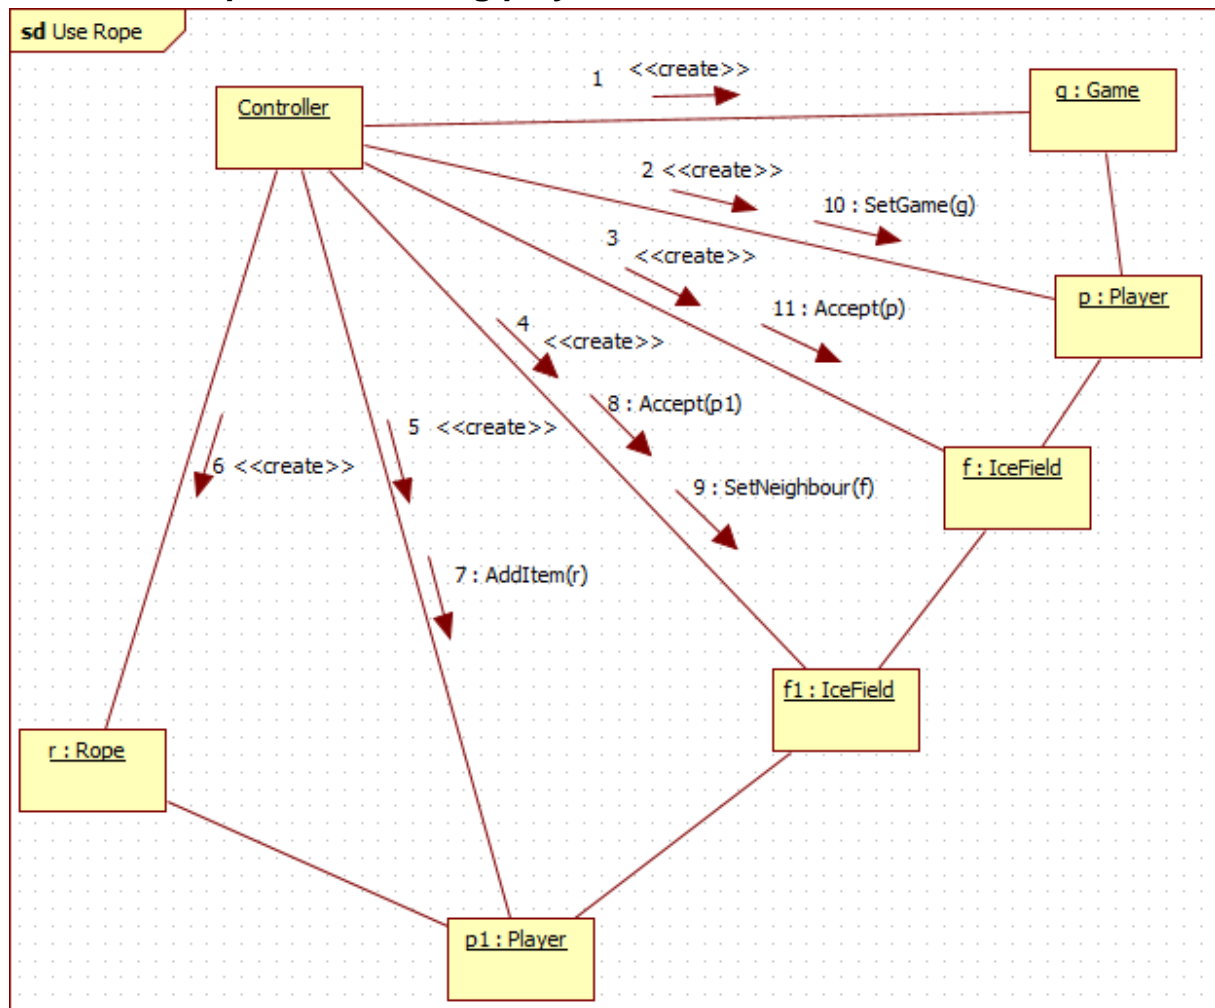 sd Use Rope
1 <<create>>
Controller
g : Game
2 <<create>>
10 : SetGame(g)
3
<<create>>
p : Player
11 : Accept(p)
4
<<create>>
8 : Accept(p1)
5 <<create>>
6 <<create>>
f : IceField
9 : SetNeighbour(f)
7 : AddItem(r)
f1 : IceField
r : Rope
p1 : Player